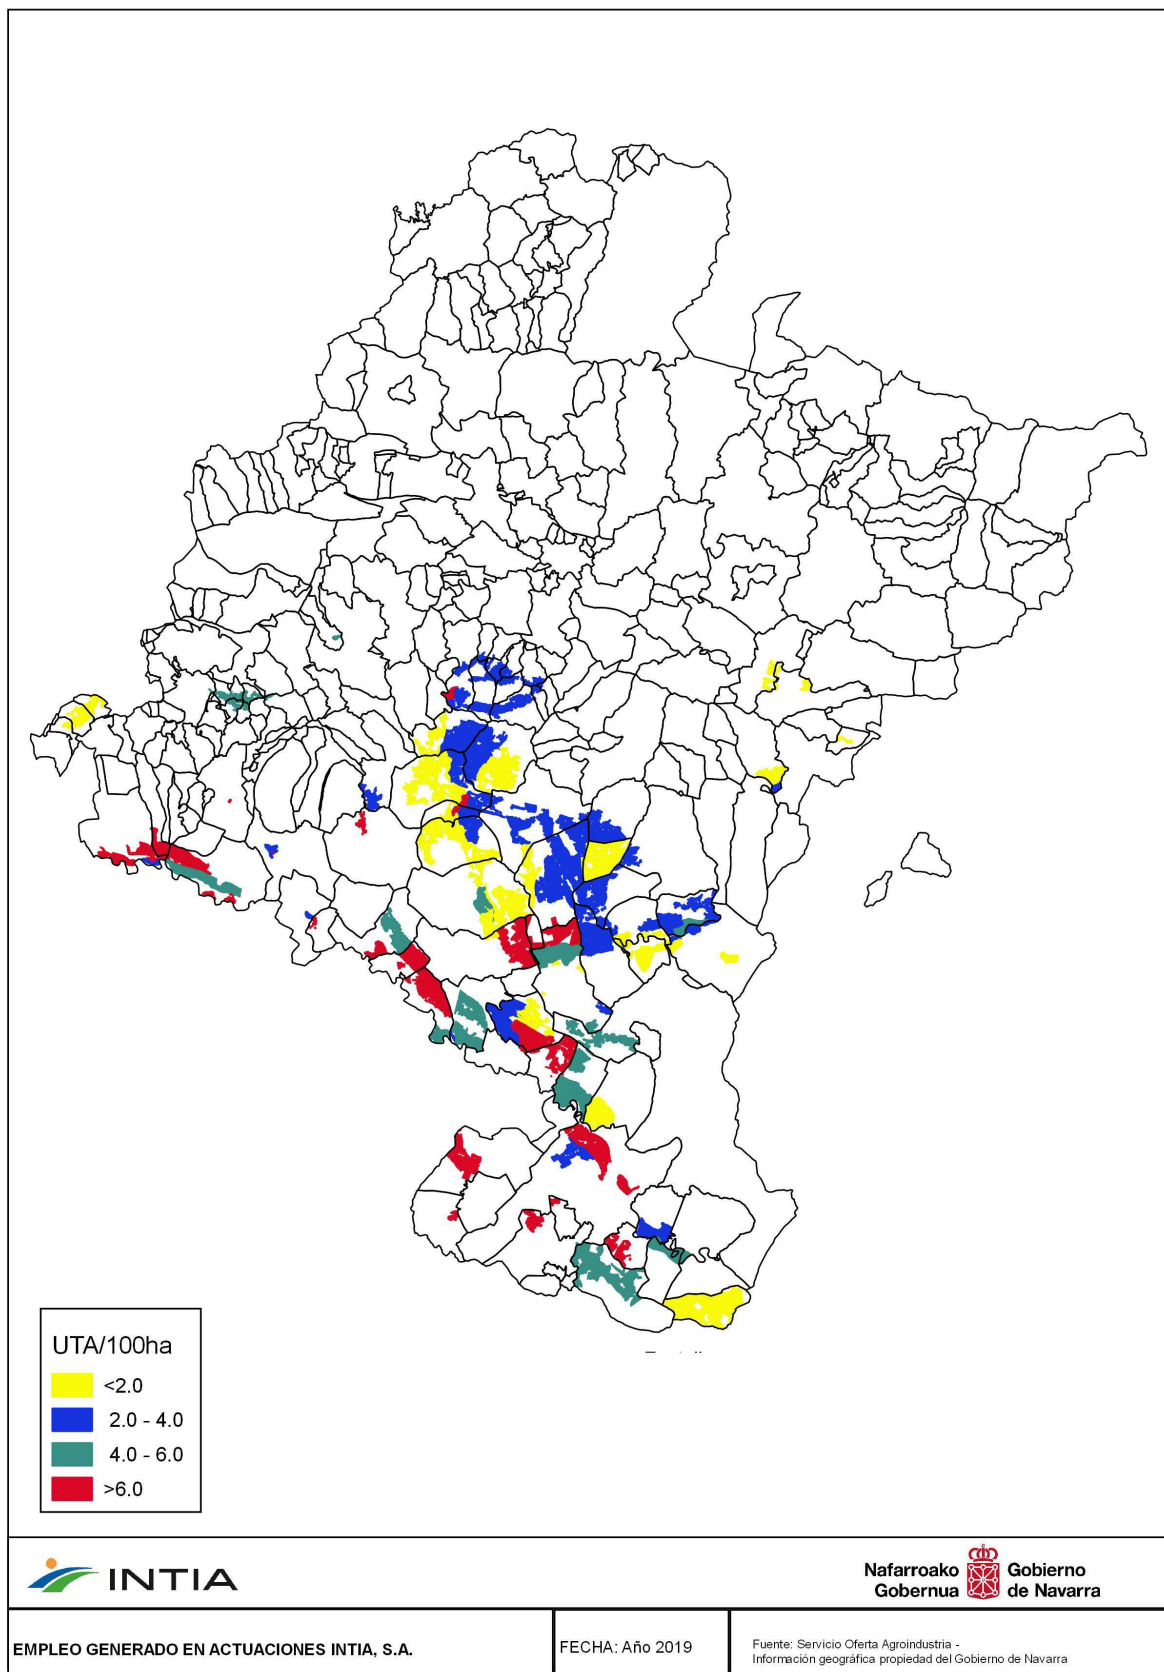 UTA/100ha
<2.0
2.0 - 4.0
4.0 - 6.0
>6.0
INTIA
Nafarroako
Gobernua
Gobierno
de Navarra
EMPLEO GENERADO EN ACTUACIONES INTIA, S.A.
FECHA: Año 2019
Fuente: Servicio Oferta Agroindustria -
Información geográfica propiedad del Gobierno de Navarra